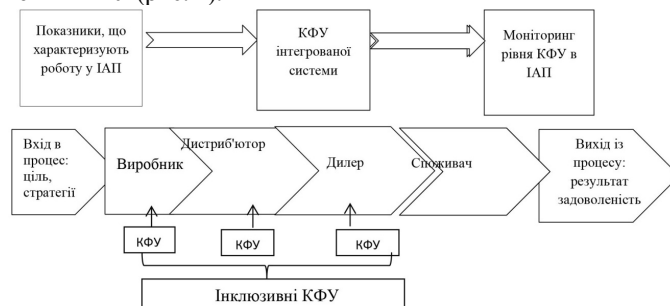 Показники, що
характеризують
роботу у ІАП
КФУ
інтегрованої
системи
Моніторинг
рівня КФУ в
ІАП
Вхід в
процес:
ціль,
стратегії
Виробник
Дистриб'ютор
Дилер
Споживач
Вихід із
процесу:
результат
задоволеність
КФУ
КФУ
КФУ
Інклюзивні КФУ